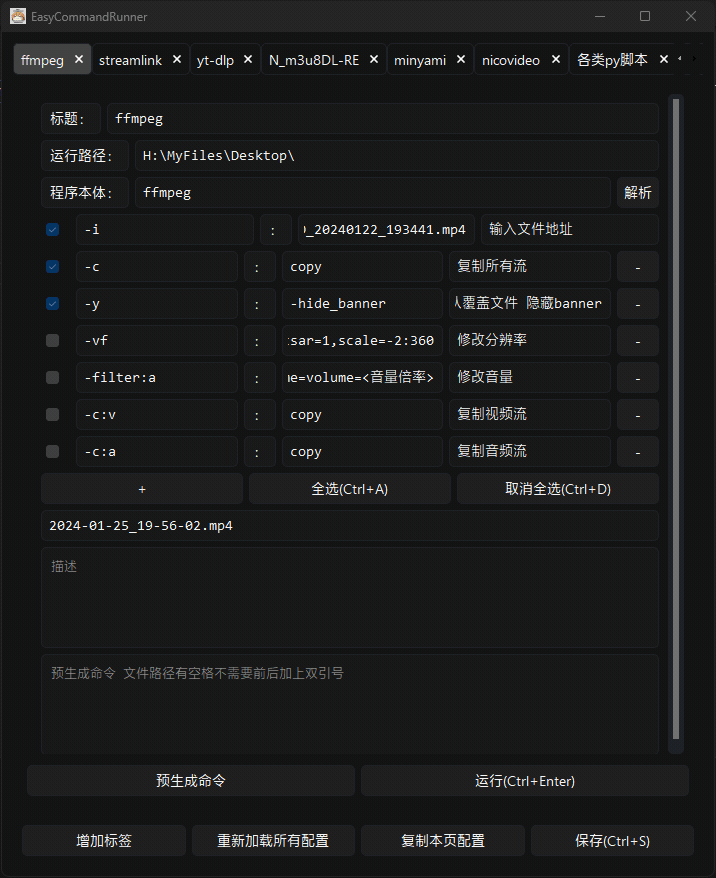 EasyCommandRunner
ffmpeg × streamlink × yt-dlp × N_m3u8DL-RE × minyami × nicovideo × 各类py脚本 ×
标题： ffmpeg
运行路径： H:\MyFiles\Desktop\
程序本体： ffmpeg 解析
-i : _20240122_193441.mp4 输入文件地址
-c : copy 复制所有流 -
-y : -hide_banner 覆盖文件 隐藏banner -
-vf : sar=1,scale=-2:360 修改分辨率 -
-filter:a : e=volume=<音量倍率> 修改音量 -
-c:v : copy 复制视频流 -
-c:a : copy 复制音频流 -
+ 全选(Ctrl+A) 取消全选(Ctrl+D)
2024-01-25_19-56-02.mp4
描述
预生成命令 文件路径有空格不需要前后加上双引号
预生成命令 运行(Ctrl+Enter)
增加标签 重新加载所有配置 复制本页配置 保存(Ctrl+S)